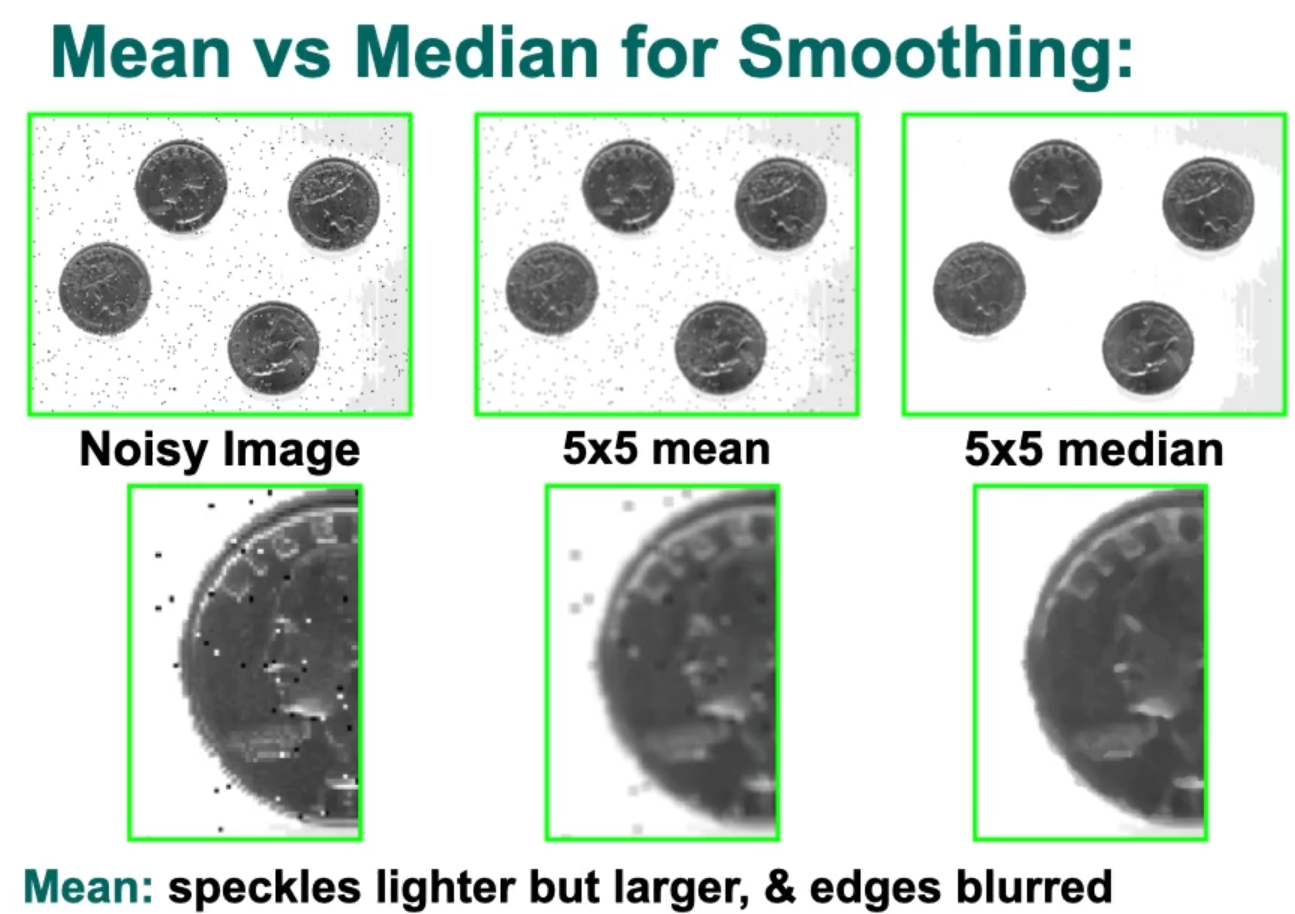 Mean vs Median for Smoothing:
Noisy Image
5x5 mean
5x5 median
Mean: speckles lighter but larger, & edges blurred